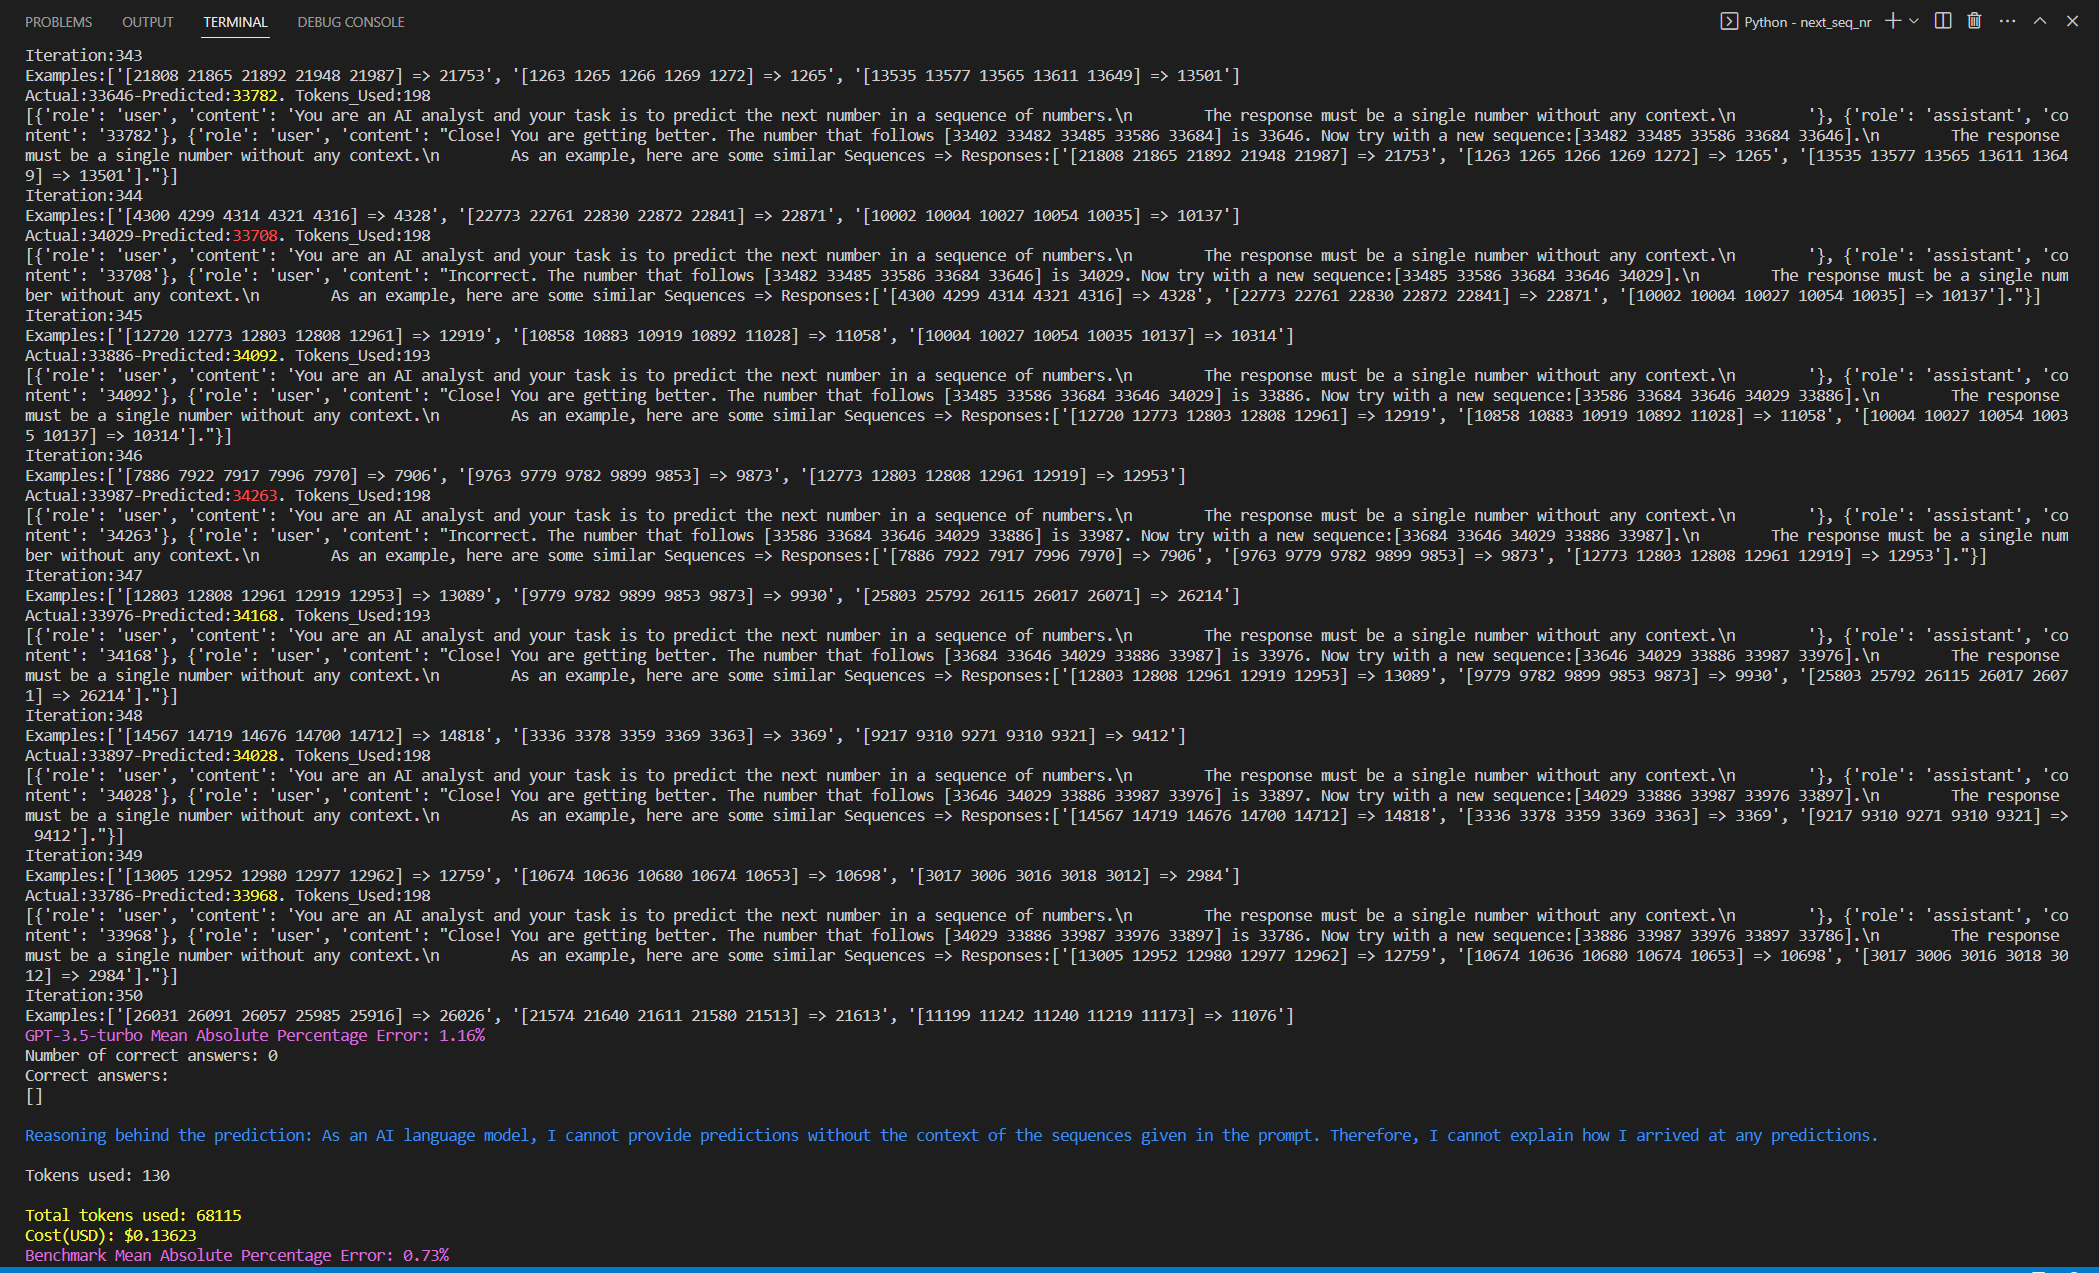 PROBLEMS OUTPUT TERMINAL DEBUG CONSOLE Python - next_seq_nr
Iteration:343
Examples:['[21808 21865 21892 21948 21987] => 21753', '[1263 1265 1266 1269 1272] => 1265', '[13535 13577 13565 13611 13649] => 13501']
Actual:33646-Predicted:33782. Tokens_Used:198
[{'role': 'user', 'content': 'You are an AI analyst and your task is to predict the next number in a sequence of numbers.\n        The response must be a single number without any context.\n        '}, {'role': 'assistant', 'co
ntent': '33782'}, {'role': 'user', 'content': "Close! You are getting better. The number that follows [33402 33482 33485 33586 33684] is 33646. Now try with a new sequence:[33482 33485 33586 33684 33646].\n        The response
must be a single number without any context.\n        As an example, here are some similar Sequences => Responses:['[21808 21865 21892 21948 21987] => 21753', '[1263 1265 1266 1269 1272] => 1265', '[13535 13577 13565 13611 1364
9] => 13501']."}]
Iteration:344
Examples:['[4300 4299 4314 4321 4316] => 4328', '[22773 22761 22830 22872 22841] => 22871', '[10002 10004 10027 10054 10035] => 10137']
Actual:34029-Predicted:33708. Tokens_Used:198
[{'role': 'user', 'content': 'You are an AI analyst and your task is to predict the next number in a sequence of numbers.\n        The response must be a single number without any context.\n        '}, {'role': 'assistant', 'co
ntent': '33708'}, {'role': 'user', 'content': "Incorrect. The number that follows [33482 33485 33586 33684 33646] is 34029. Now try with a new sequence:[33485 33586 33684 33646 34029].\n        The response must be a single num
ber without any context.\n        As an example, here are some similar Sequences => Responses:['[4300 4299 4314 4321 4316] => 4328', '[22773 22761 22830 22872 22841] => 22871', '[10002 10004 10027 10054 10035] => 10137']."}]
Iteration:345
Examples:['[12720 12773 12803 12808 12961] => 12919', '[10858 10883 10919 10892 11028] => 11058', '[10004 10027 10054 10035 10137] => 10314']
Actual:33886-Predicted:34092. Tokens_Used:193
[{'role': 'user', 'content': 'You are an AI analyst and your task is to predict the next number in a sequence of numbers.\n        The response must be a single number without any context.\n        '}, {'role': 'assistant', 'co
ntent': '34092'}, {'role': 'user', 'content': "Close! You are getting better. The number that follows [33485 33586 33684 33646 34029] is 33886. Now try with a new sequence:[33586 33684 33646 34029 33886].\n        The response
must be a single number without any context.\n        As an example, here are some similar Sequences => Responses:['[12720 12773 12803 12808 12961] => 12919', '[10858 10883 10919 10892 11028] => 11058', '[10004 10027 10054 1003
5 10137] => 10314']."}]
Iteration:346
Examples:['[7886 7922 7917 7996 7970] => 7906', '[9763 9779 9782 9899 9853] => 9873', '[12773 12803 12808 12961 12919] => 12953']
Actual:33987-Predicted:34263. Tokens_Used:198
[{'role': 'user', 'content': 'You are an AI analyst and your task is to predict the next number in a sequence of numbers.\n        The response must be a single number without any context.\n        '}, {'role': 'assistant', 'co
ntent': '34263'}, {'role': 'user', 'content': "Incorrect. The number that follows [33586 33684 33646 34029 33886] is 33987. Now try with a new sequence:[33684 33646 34029 33886 33987].\n        The response must be a single num
ber without any context.\n        As an example, here are some similar Sequences => Responses:['[7886 7922 7917 7996 7970] => 7906', '[9763 9779 9782 9899 9853] => 9873', '[12773 12803 12808 12961 12919] => 12953']."}]
Iteration:347
Examples:['[12803 12808 12961 12919 12953] => 13089', '[9779 9782 9899 9853 9873] => 9930', '[25803 25792 26115 26017 26071] => 26214']
Actual:33976-Predicted:34168. Tokens_Used:193
[{'role': 'user', 'content': 'You are an AI analyst and your task is to predict the next number in a sequence of numbers.\n        The response must be a single number without any context.\n        '}, {'role': 'assistant', 'co
ntent': '34168'}, {'role': 'user', 'content': "Close! You are getting better. The number that follows [33684 33646 34029 33886 33987] is 33976. Now try with a new sequence:[33646 34029 33886 33987 33976].\n        The response
must be a single number without any context.\n        As an example, here are some similar Sequences => Responses:['[12803 12808 12961 12919 12953] => 13089', '[9779 9782 9899 9853 9873] => 9930', '[25803 25792 26115 26017 2607
1] => 26214']."}]
Iteration:348
Examples:['[14567 14719 14676 14700 14712] => 14818', '[3336 3378 3359 3369 3363] => 3369', '[9217 9310 9271 9310 9321] => 9412']
Actual:33897-Predicted:34028. Tokens_Used:198
[{'role': 'user', 'content': 'You are an AI analyst and your task is to predict the next number in a sequence of numbers.\n        The response must be a single number without any context.\n        '}, {'role': 'assistant', 'co
ntent': '34028'}, {'role': 'user', 'content': "Close! You are getting better. The number that follows [33646 34029 33886 33987 33976] is 33897. Now try with a new sequence:[34029 33886 33987 33976 33897].\n        The response
must be a single number without any context.\n        As an example, here are some similar Sequences => Responses:['[14567 14719 14676 14700 14712] => 14818', '[3336 3378 3359 3369 3363] => 3369', '[9217 9310 9271 9310 9321] =>
 9412']."}]
Iteration:349
Examples:['[13005 12952 12980 12977 12962] => 12759', '[10674 10636 10680 10674 10653] => 10698', '[3017 3006 3016 3018 3012] => 2984']
Actual:33786-Predicted:33968. Tokens_Used:198
[{'role': 'user', 'content': 'You are an AI analyst and your task is to predict the next number in a sequence of numbers.\n        The response must be a single number without any context.\n        '}, {'role': 'assistant', 'co
ntent': '33968'}, {'role': 'user', 'content': "Close! You are getting better. The number that follows [34029 33886 33987 33976 33897] is 33786. Now try with a new sequence:[33886 33987 33976 33897 33786].\n        The response
must be a single number without any context.\n        As an example, here are some similar Sequences => Responses:['[13005 12952 12980 12977 12962] => 12759', '[10674 10636 10680 10674 10653] => 10698', '[3017 3006 3016 3018 30
12] => 2984']."}]
Iteration:350
Examples:['[26031 26091 26057 25985 25916] => 26026', '[21574 21640 21611 21580 21513] => 21613', '[11199 11242 11240 11219 11173] => 11076']
GPT-3.5-turbo Mean Absolute Percentage Error: 1.16%
Number of correct answers: 0
Correct answers:
[]
Reasoning behind the prediction: As an AI language model, I cannot provide predictions without the context of the sequences given in the prompt. Therefore, I cannot explain how I arrived at any predictions.
Tokens used: 130
Total tokens used: 68115
Cost(USD): $0.13623
Benchmark Mean Absolute Percentage Error: 0.73%